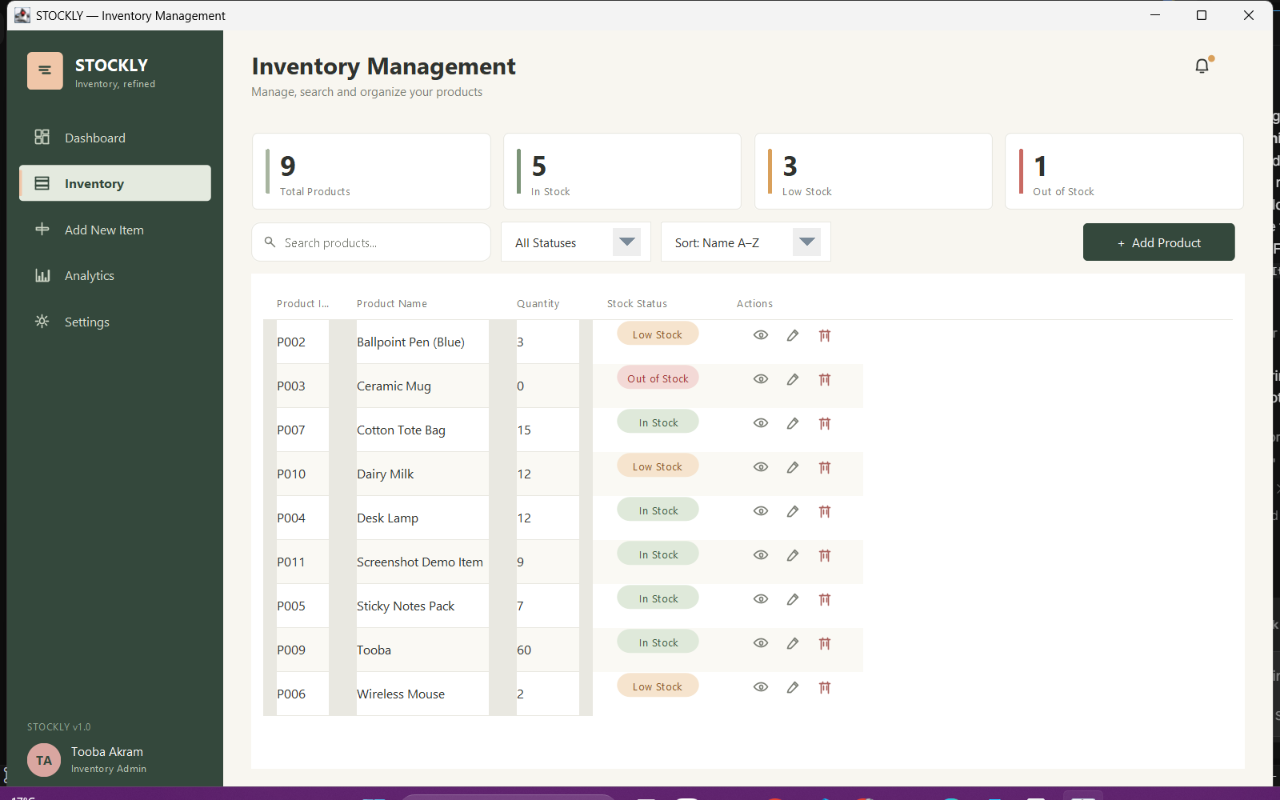 STOCKLY — Inventory Management
STOCKLY
Inventory, refined
Dashboard
Inventory
Add New Item
Analytics
Settings
STOCKLY v1.0
TA
Tooba Akram
Inventory Admin
Inventory Management
Manage, search and organize your products
9
Total Products
5
In Stock
3
Low Stock
1
Out of Stock
Search products...
All Statuses
Sort: Name A–Z
+ Add Product
Product I... Product Name Quantity Stock Status Actions
P002 Ballpoint Pen (Blue) 3 Low Stock
P003 Ceramic Mug 0 Out of Stock
P007 Cotton Tote Bag 15 In Stock
P010 Dairy Milk 12 Low Stock
P004 Desk Lamp 12 In Stock
P011 Screenshot Demo Item 9 In Stock
P005 Sticky Notes Pack 7 In Stock
P009 Tooba 60 In Stock
P006 Wireless Mouse 2 Low Stock